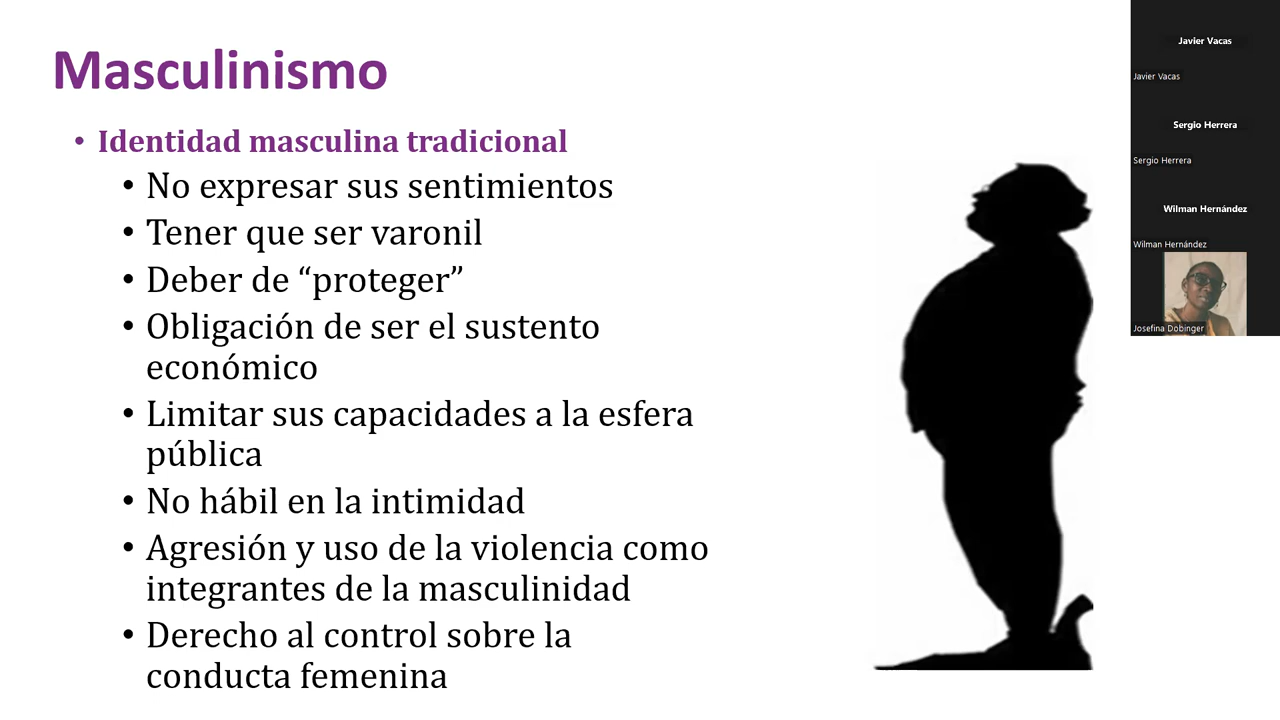 Masculinismo
• Identidad masculina tradicional
• No expresar sus sentimientos
• Tener que ser varonil
• Deber de “proteger”
• Obligación de ser el sustento
económico
• Limitar sus capacidades a la esfera
pública
• No hábil en la intimidad
• Agresión y uso de la violencia como
integrantes de la masculinidad
• Derecho al control sobre la
conducta femenina
Javier Vacas
Javier Vacas
Sergio Herrera
Sergio Herrera
Wilman Hernández
Wilman Hernández
Josefina Dobinger